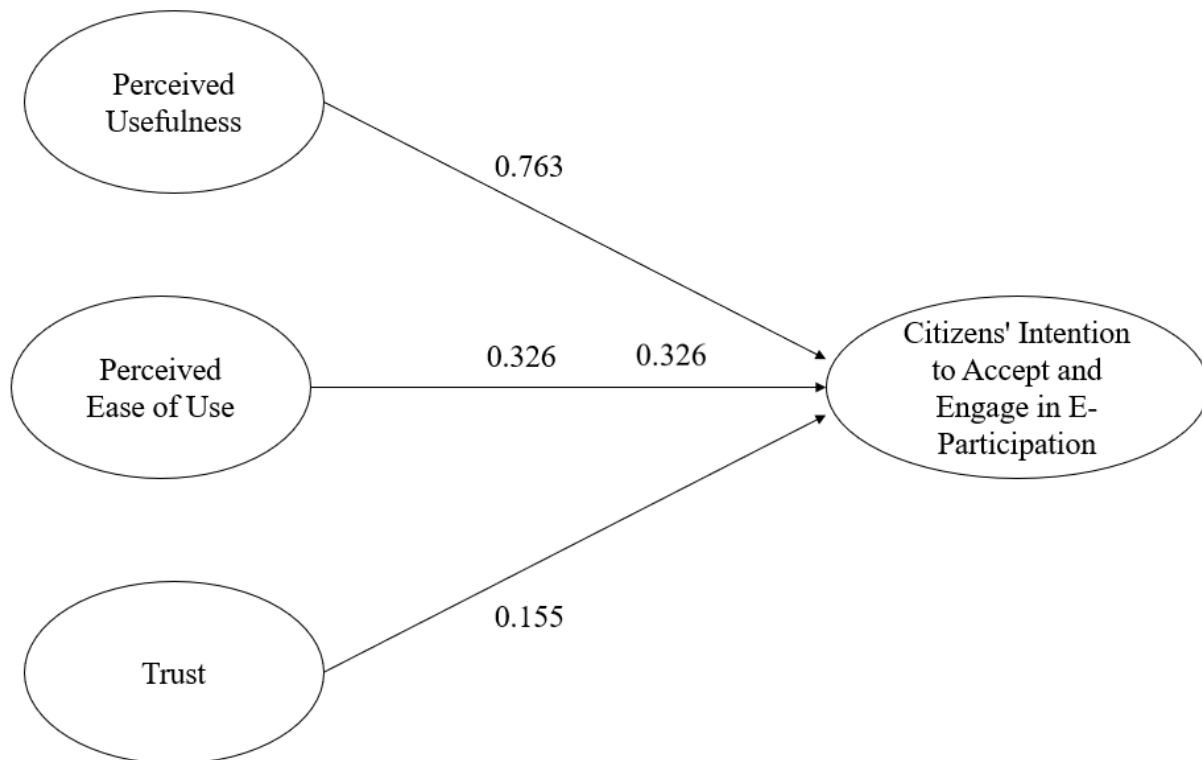 Perceived
Usefulness
0.763
Perceived
Ease of Use
0.326
0.326
Citizens' Intention
to Accept and
Engage in E-
Participation
Trust
0.155